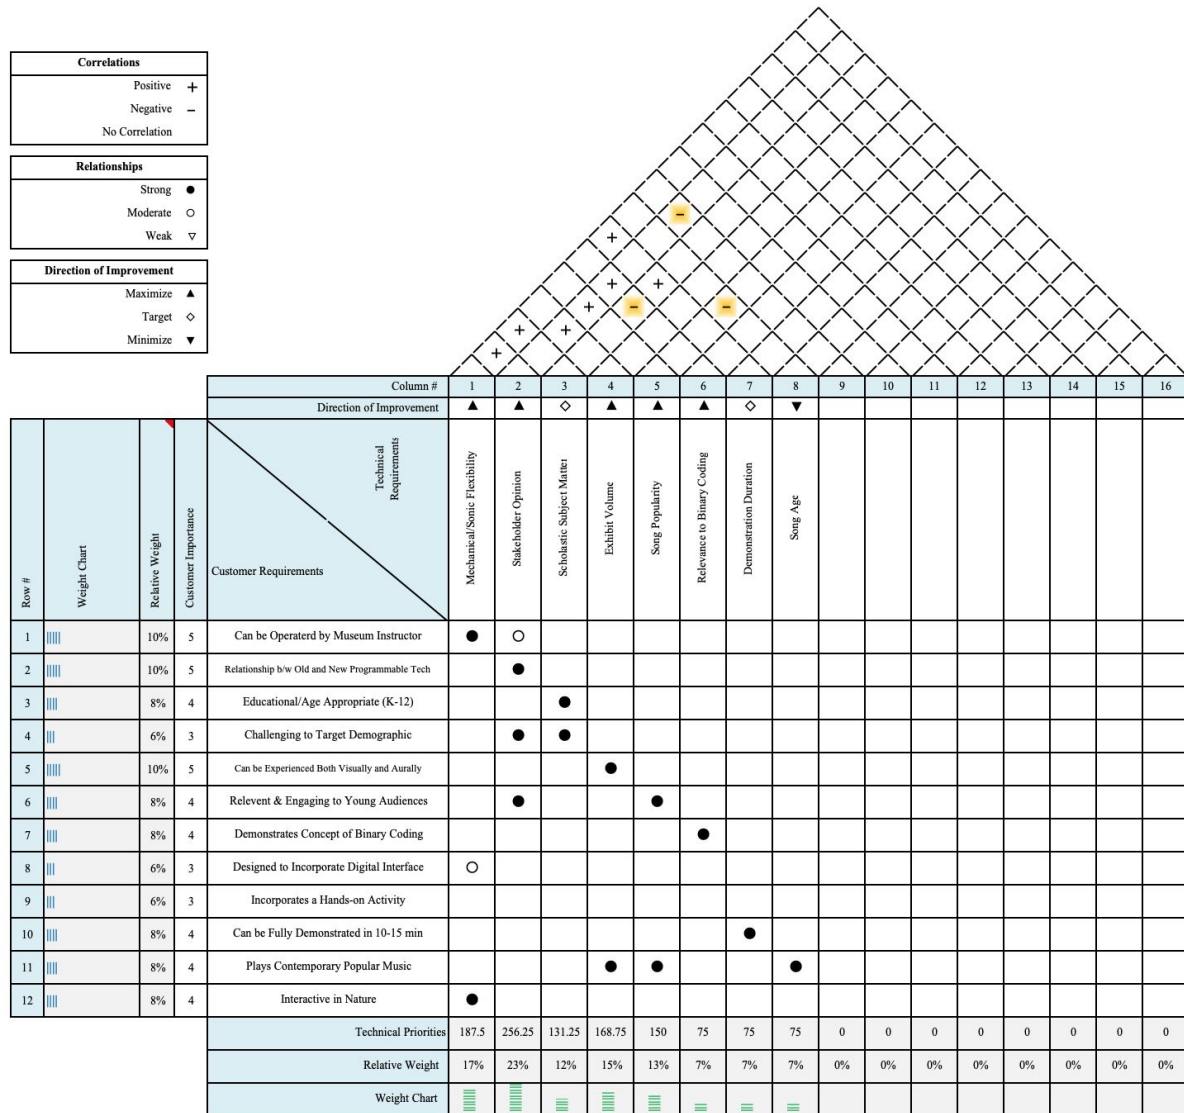 Correlations
Positive +
Negative −
No Correlation
Relationships
Strong ●
Moderate ○
Weak ▽
Direction of Improvement
Maximize ▲
Target ◇
Minimize ▼
−
+
+ +
+ − −
+ +
+
Column # 1 2 3 4 5 6 7 8 9 10 11 12 13 14 15 16
Direction of Improvement ▲ ▲ ◇ ▲ ▲ ▲ ◇ ▼
Row #
Weight Chart
Relative Weight
Customer Importance
Technical
Requirements
Customer Requirements
Mechanical/Sonic Flexibility
Stakeholder Opinion
Scholastic Subject Matter
Exhibit Volume
Song Popularity
Relevance to Binary Coding
Demonstration Duration
Song Age
1 ||||| 10% 5 Can be Operaterd by Museum Instructor ● ○
2 ||||| 10% 5 Relationship b/w Old and New Programmable Tech ●
3 |||| 8% 4 Educational/Age Appropriate (K-12) ●
4 ||| 6% 3 Challenging to Target Demographic ● ●
5 ||||| 10% 5 Can be Experienced Both Visually and Aurally ●
6 |||| 8% 4 Relevent & Engaging to Young Audiences ● ●
7 |||| 8% 4 Demonstrates Concept of Binary Coding ●
8 ||| 6% 3 Designed to Incorporate Digital Interface ○
9 ||| 6% 3 Incorporates a Hands-on Activity
10 |||| 8% 4 Can be Fully Demonstrated in 10-15 min ●
11 |||| 8% 4 Plays Contemporary Popular Music ● ● ●
12 |||| 8% 4 Interactive in Nature ●
Technical Priorities 187.5 256.25 131.25 168.75 150 75 75 75 0 0 0 0 0 0 0 0
Relative Weight 17% 23% 12% 15% 13% 7% 7% 7% 0% 0% 0% 0% 0% 0% 0% 0%
Weight Chart